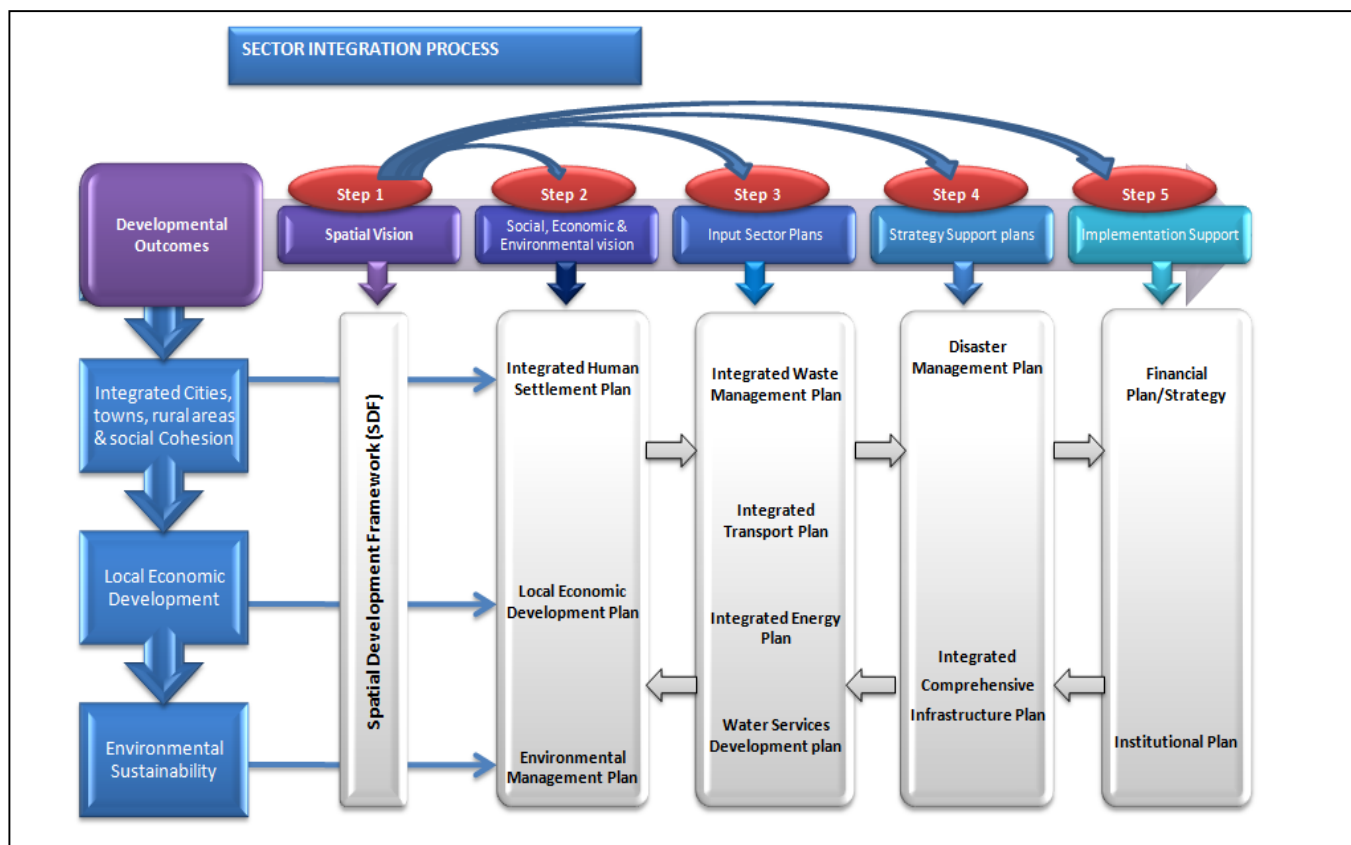 SECTOR INTEGRATION PROCESS
Step 1
Step 2
Step 3
Step 4
Step 5
Developmental
Outcomes
Spatial Vision
Social, Economic &
Environmental vision
Input Sector Plans
Strategy Support plans
Implementation Support
Integrated Cities,
towns, rural areas
& social Cohesion
Local Economic
Development
Environmental
Sustainability
Spatial Development Framework (SDF)
Integrated Human
Settlement Plan
Local Economic
Development Plan
Environmental
Management Plan
Integrated Waste
Management Plan
Integrated
Transport Plan
Integrated Energy
Plan
Water Services
Development plan
Disaster
Management Plan
Integrated
Comprehensive
Infrastructure Plan
Financial
Plan/Strategy
Institutional Plan